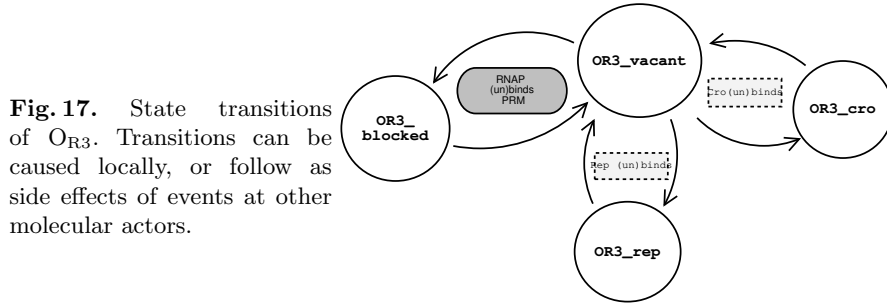 Fig. 17. State transitions
of OR3. Transitions can be
caused locally, or follow as
side effects of events at other
molecular actors.
OR3_vacant
RNAP
(un)binds
PRM
Cro(un)binds
OR3_cro
OR3_
blocked
Rep (un)binds
OR3_rep